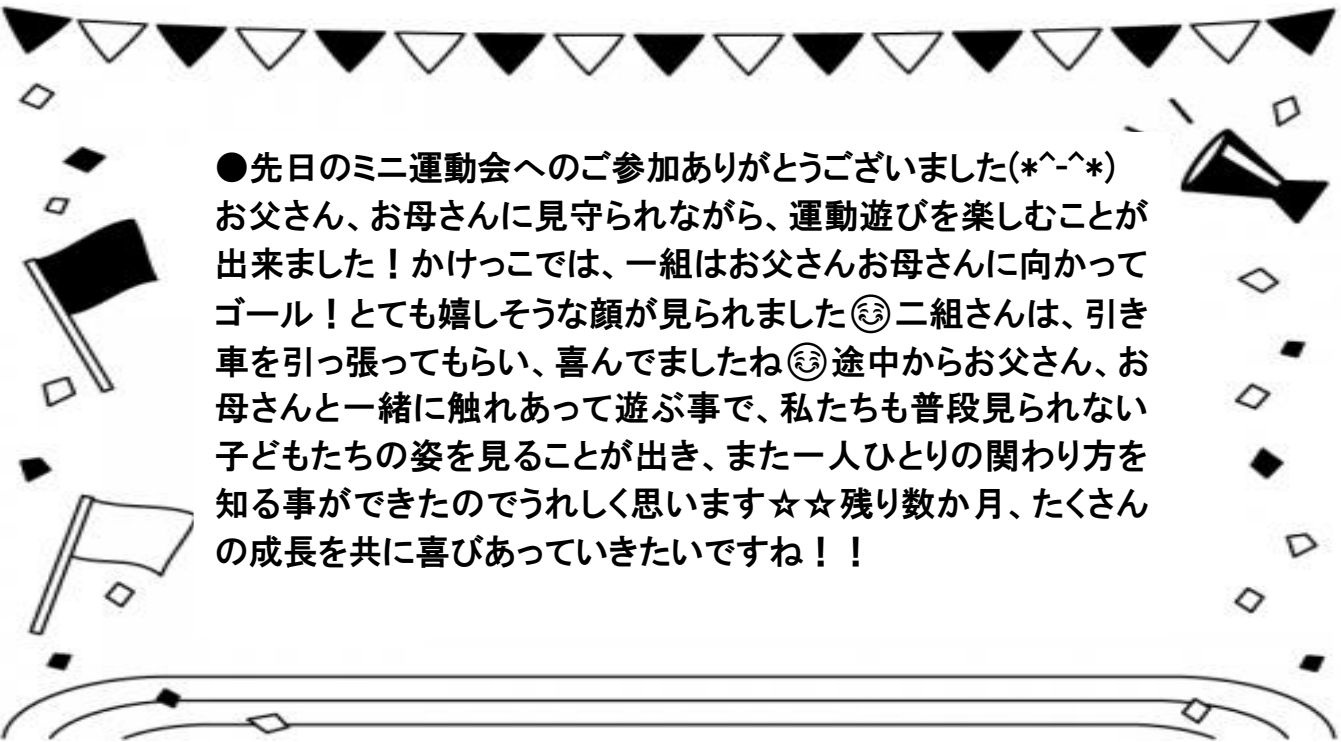 ●先日のミニ運動会へのご参加ありがとうございました(*^-^*)
お父さん、お母さんに見守られながら、運動遊びを楽しむことが
出来ました！かけっこでは、一組はお父さんお母さんに向かって
ゴール！とても嬉しそうな顔が見られました😂二組さんは、引き
車を引っ張ってもらい、喜んでましたね😂途中からお父さん、お
母さんと一緒に触れあって遊ぶ事で、私たちも普段見られない
子どもたちの姿を見ることが出き、また一人ひとりの関わり方を
知る事ができたのでうれしく思います☆☆残り数か月、たくさん
の成長を共に喜びあっていきたいですね！！